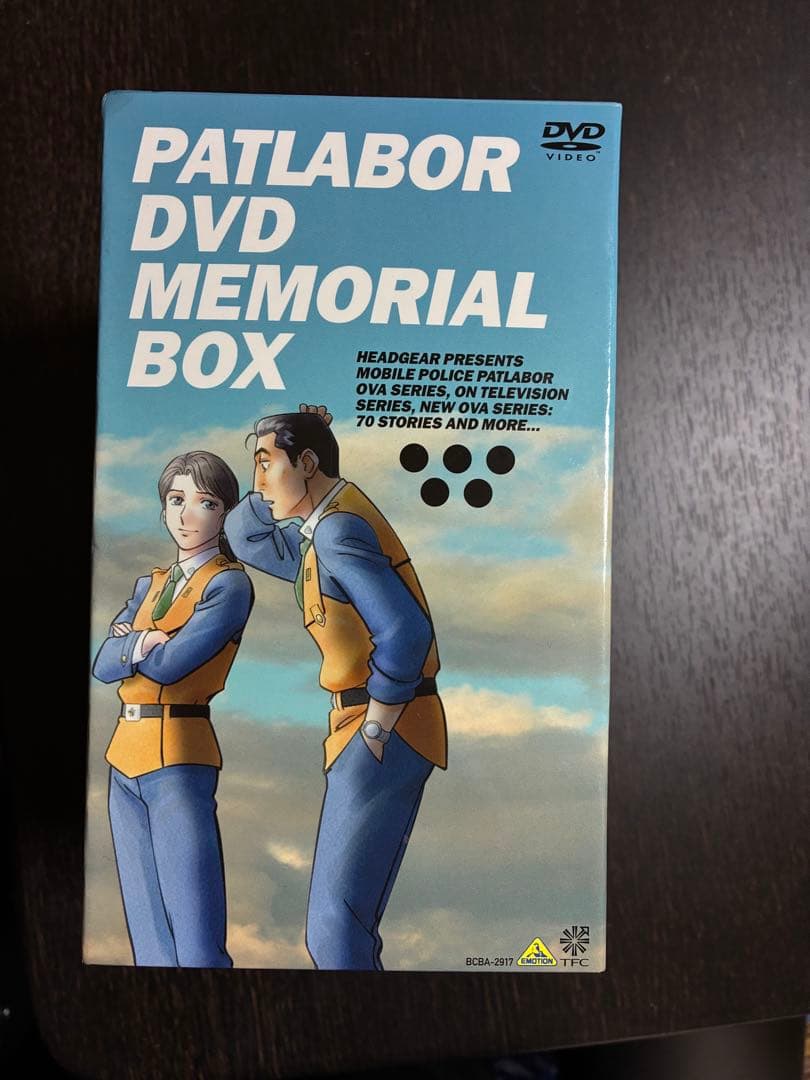 PATLABOR
DVD
MEMORIAL
BOX
DVD
VIDEO™
HEADGEAR PRESENTS
MOBILE POLICE PATLABOR
OVA SERIES, ON TELEVISION
SERIES, NEW OVA SERIES:
70 STORIES AND MORE...
BCBA-2917
EMOTION
TFC